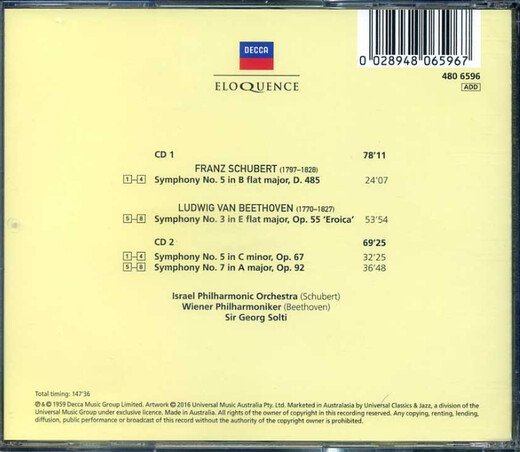 DECCA
ELOQUENCE
0 028948 065967
480 6596
ADD
CD 1 78'11
FRANZ SCHUBERT (1797–1828)
1–4 Symphony No. 5 in B flat major, D. 485 24'07
LUDWIG VAN BEETHOVEN (1770–1827)
5–8 Symphony No. 3 in E flat major, Op. 55 'Eroica' 53'54
CD 2 69'25
1–4 Symphony No. 5 in C minor, Op. 67 32'25
5–8 Symphony No. 7 in A major, Op. 92 36'48
Israel Philharmonic Orchestra (Schubert)
Wiener Philharmoniker (Beethoven)
Sir Georg Solti
Total timing: 147'36
℗ & © 1959 Decca Music Group Limited. Artwork © 2016 Universal Music Australia Pty. Ltd. Marketed in Australasia by Universal Classics & Jazz, a division of the
Universal Music Group under exclusive licence. Made in Australia. All rights of the owner of copyright in this recording reserved. Any copying, renting, lending,
diffusion, public performance or broadcast of this record without the authority of the copyright owner is prohibited.